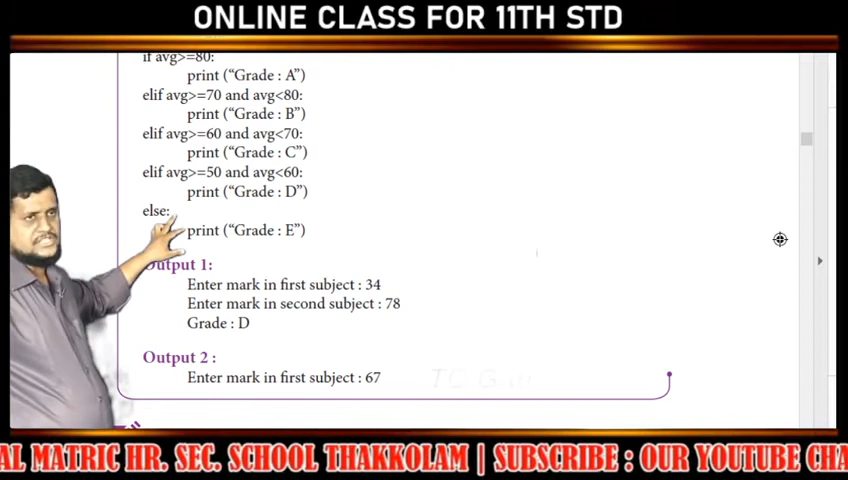 ONLINE CLASS FOR 11TH STD
if avg>=80:
print (“Grade : A”)
elif avg>=70 and avg<80:
print (“Grade : B”)
elif avg>=60 and avg<70:
print (“Grade : C”)
elif avg>=50 and avg<60:
print (“Grade : D”)
else:
print (“Grade : E”)
Output 1:
Enter mark in first subject : 34
Enter mark in second subject : 78
Grade : D
Output 2 :
Enter mark in first subject : 67
AL MATRIC HR. SEC. SCHOOL THAKKOLAM | SUBSCRIBE : OUR YOUTUBE CHA